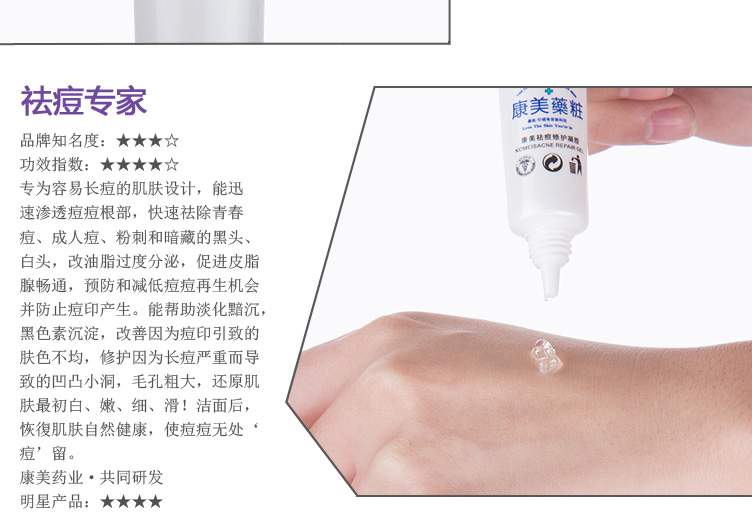 祛痘专家
品牌知名度：★★★☆
功效指数：★★★★☆
专为容易长痘的肌肤设计，能迅
速渗透痘痘根部，快速祛除青春
痘、成人痘、粉刺和暗藏的黑头、
白头，改油脂过度分泌，促进皮脂
腺畅通，预防和减低痘痘再生机会
并防止痘印产生。能帮助淡化黯沉，
黑色素沉淀，改善因为痘印引致的
肤色不均，修护因为长痘严重而导
致的凹凸小洞，毛孔粗大，还原肌
肤最初白、嫩、细、滑！洁面后，
恢復肌肤自然健康，使痘痘无处‘
痘’留。
康美药业·共同研发
明星产品：★★★★
康美藥粧
Love The Skin You're in
康美祛痘修护凝胶
KOMEISACNE REPAIR GEL